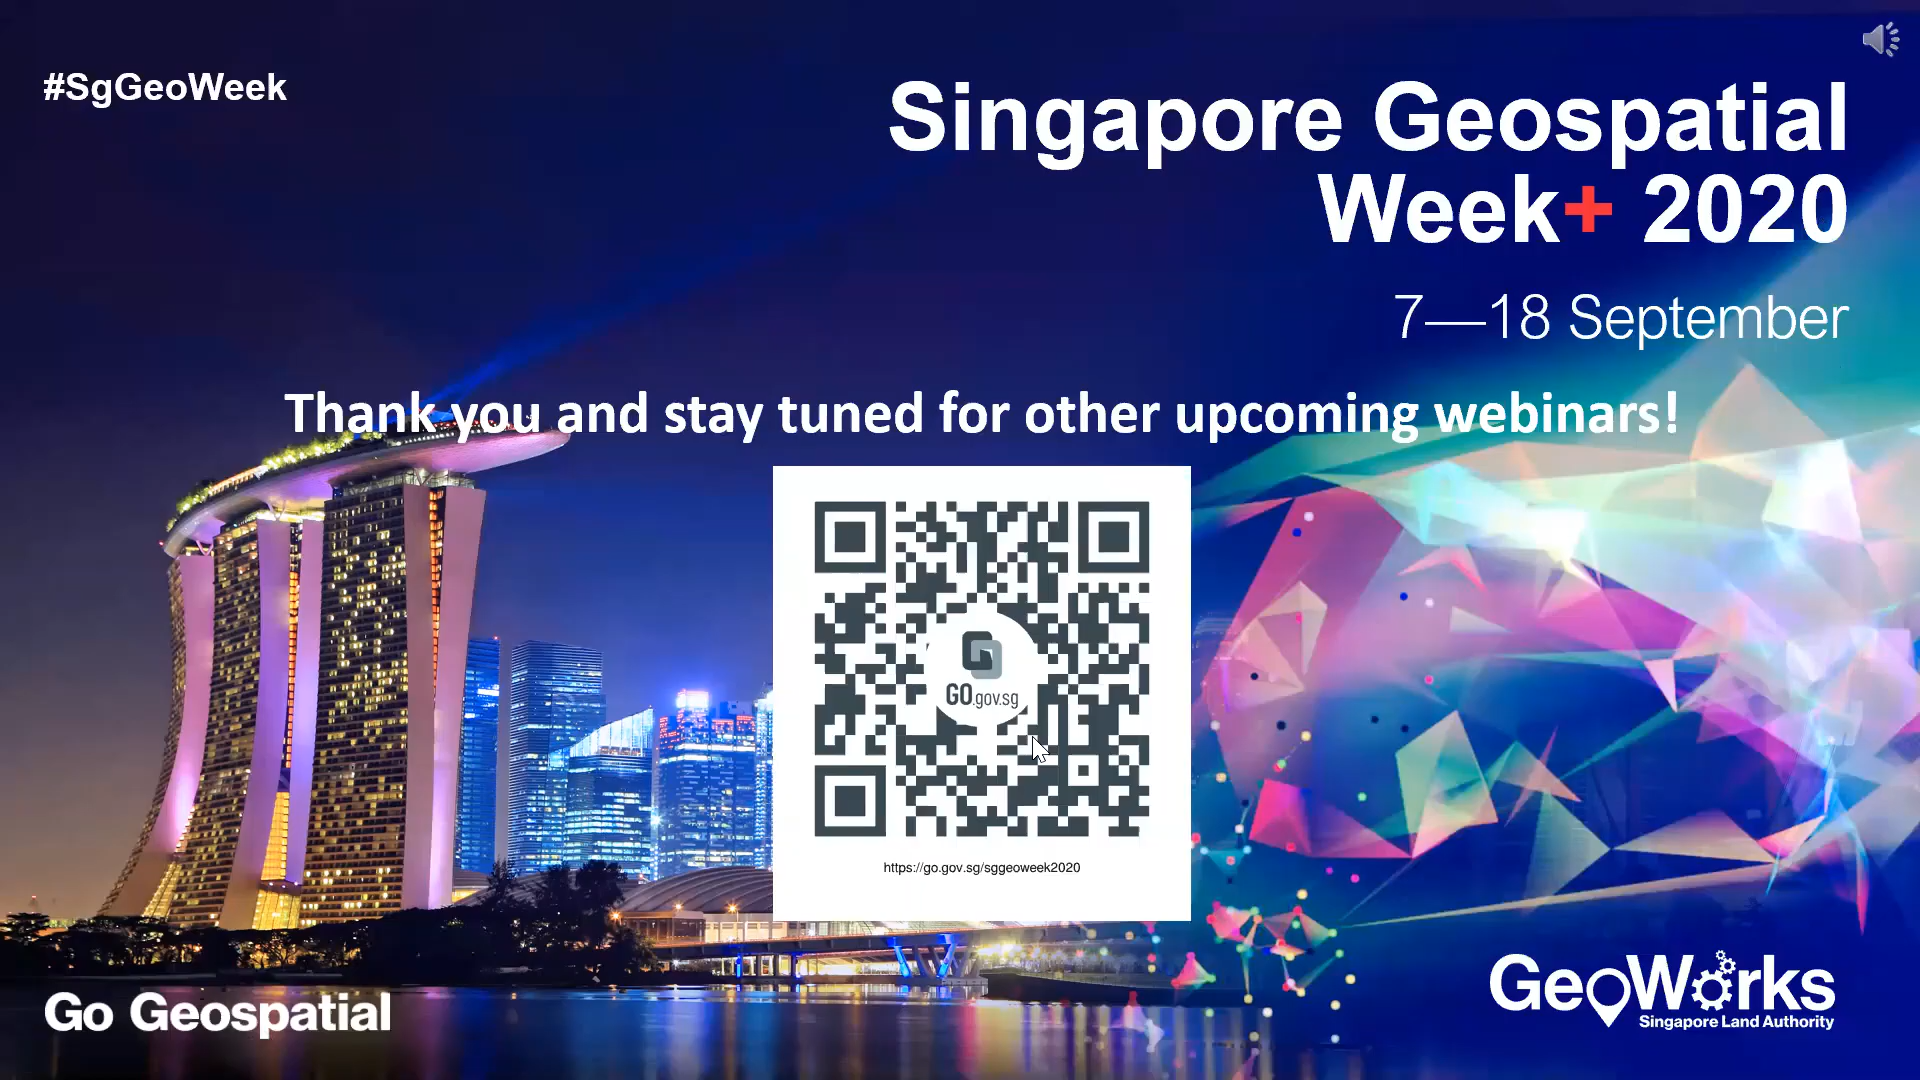 #SgGeoWeek
Singapore Geospatial
Week+ 2020
7—18 September
Thank you and stay tuned for other upcoming webinars!
GO.gov.sg
https://go.gov.sg/sggeoweek2020
Go Geospatial
GeoWorks
Singapore Land Authority